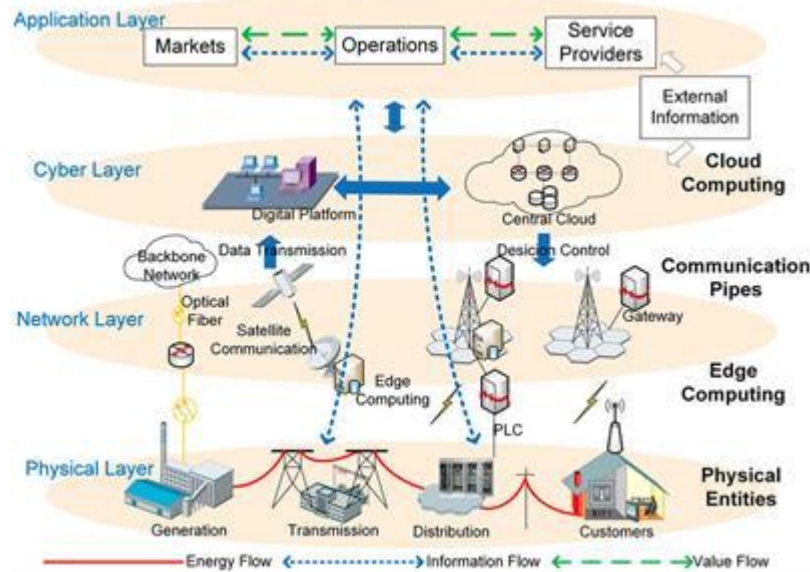 Application Layer
Markets
Operations
Service
Providers
External
Information
Cyber Layer
Digital Platform
Central Cloud
Cloud
Computing
Data Transmission
Desicion Control
Backbone
Network
Communication
Pipes
Optical
Fiber
Network Layer
Satellite
Communication
Gateway
Edge
Computing
Edge
Computing
PLC
Physical Layer
Physical
Entities
Generation
Transmission
Distribution
Customers
Energy Flow
Information Flow
Value Flow